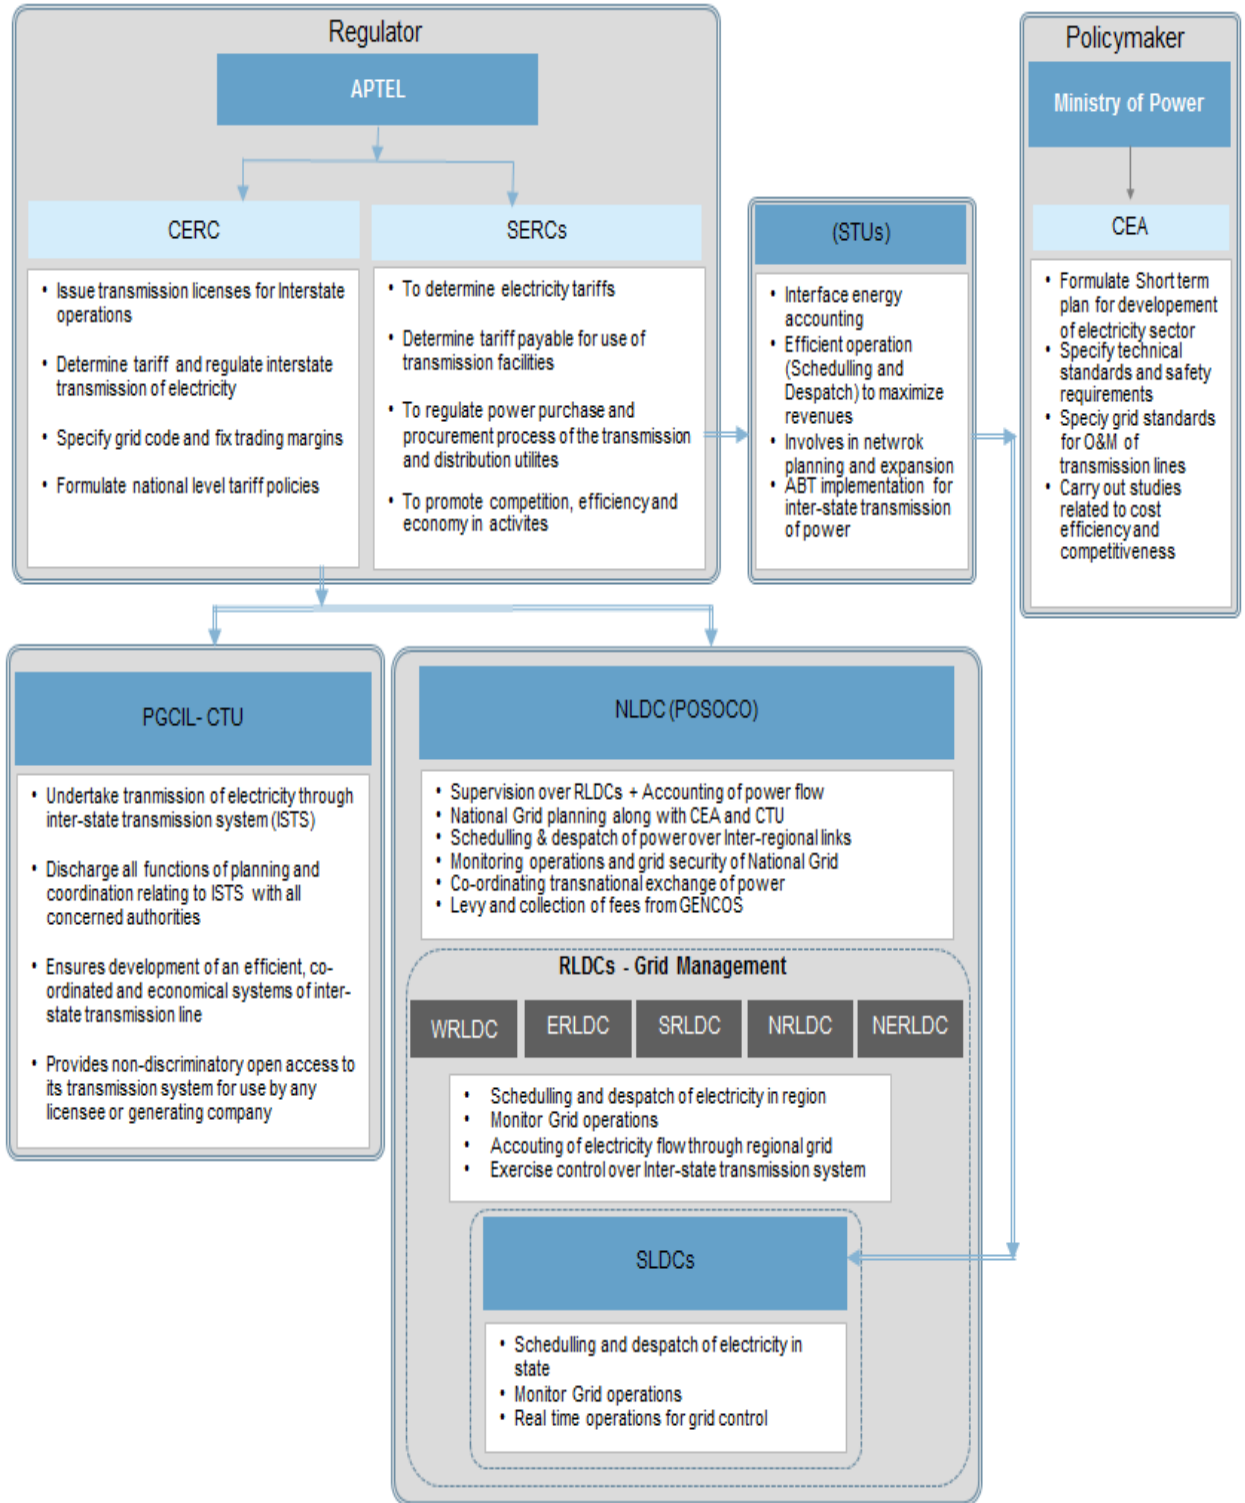 Regulator
APTEL
CERC
• Issue transmission licenses for Interstate
operations
• Determine tariff and regulate interstate
transmission of electricity
• Specify grid code and fix trading margins
• Formulate national level tariff policies
SERCs
• To determine electricity tariffs
• Determine tariff payable for use of
transmission facilities
• To regulate power purchase and
procurement process of the transmission
and distribution utilites
• To promote competition, efficiency and
economy in activites
(STUs)
• Interface energy
accounting
• Efficient operation
(Schedulling and
Despatch) to maximize
revenues
• Involves in netwrok
planning and expansion
• ABT implementation for
inter-state transmission
of power
Policymaker
Ministry of Power
CEA
• Formulate Short term
plan for developement
of electricity sector
• Specify technical
standards and safety
requirements
• Speciy grid standards
for O&M of
transmission lines
• Carry out studies
related to cost
efficiency and
competitiveness
PGCIL- CTU
• Undertake tranmission of electricity through
inter-state transmission system (ISTS)
• Discharge all functions of planning and
coordination relating to ISTS with all
concerned authorities
• Ensures development of an efficient, co-
ordinated and economical systems of inter-
state transmission line
• Provides non-discriminatory open access to
its transmission system for use by any
licensee or generating company
NLDC (POSOCO)
• Supervision over RLDCs + Accounting of power flow
• National Grid planning along with CEA and CTU
• Schedulling & despatch of power over Inter-regional links
• Monitoring operations and grid security of National Grid
• Co-ordinating transnational exchange of power
• Levy and collection of fees from GENCOS
RLDCs - Grid Management
WRLDC
ERLDC
SRLDC
NRLDC
NERLDC
• Schedulling and despatch of electricity in region
• Monitor Grid operations
• Accouting of electricity flow through regional grid
• Exercise control over Inter-state transmission system
SLDCs
• Schedulling and despatch of electricity in
state
• Monitor Grid operations
• Real time operations for grid control